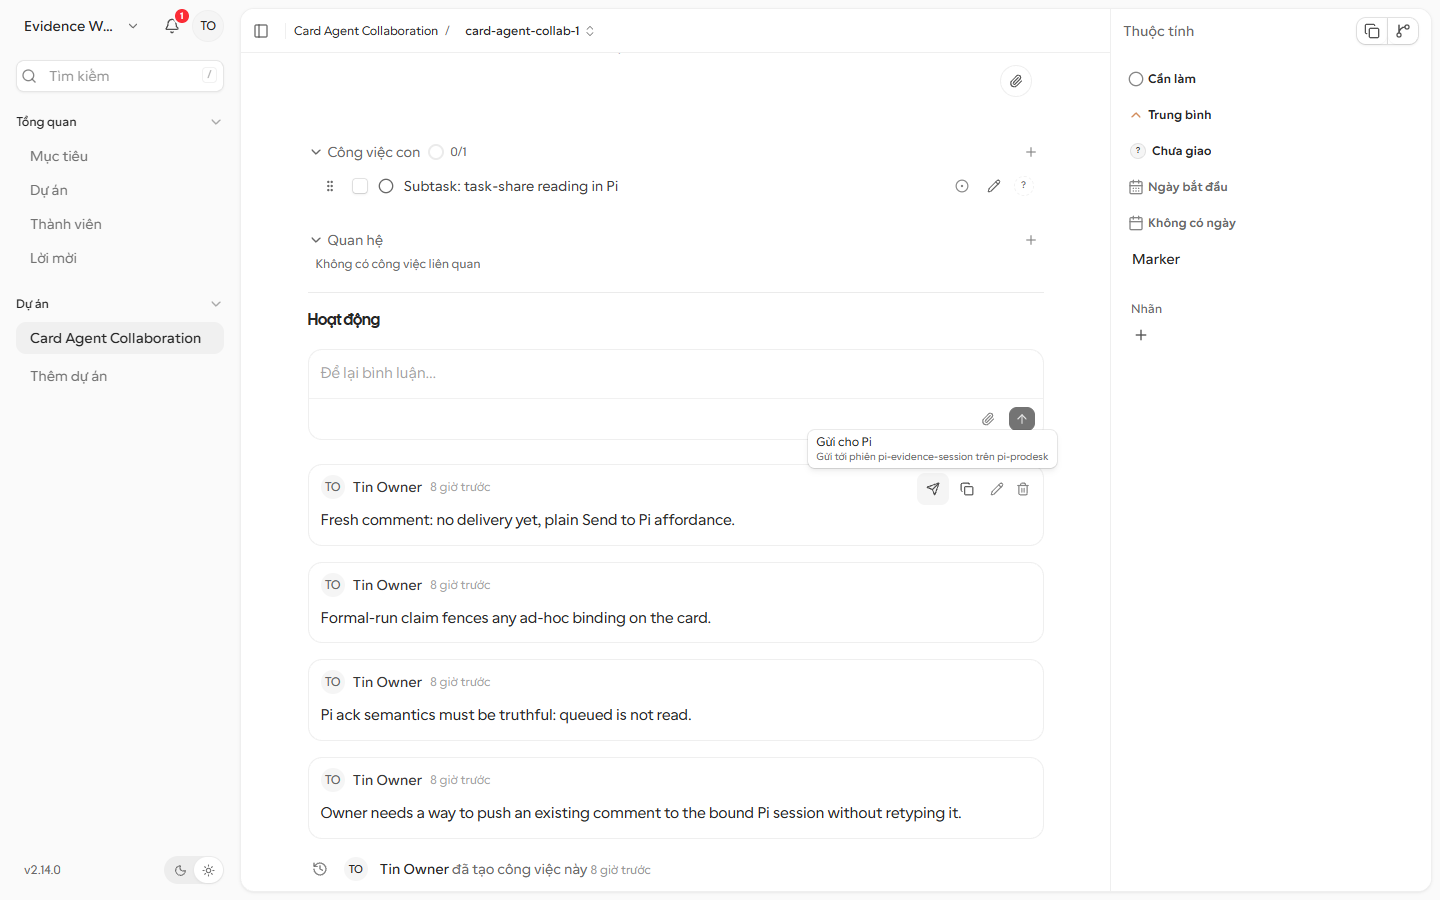 Evidence W...
1
TO
Tìm kiếm
/
Tổng quan
Mục tiêu
Dự án
Thành viên
Lời mời
Dự án
Card Agent Collaboration
Thêm dự án
v2.14.0
Card Agent Collaboration / card-agent-collab-1
Công việc con 0/1
Subtask: task-share reading in Pi
?
Quan hệ
Không có công việc liên quan
Hoạt động
Để lại bình luận...
Gửi cho Pi
Gửi tới phiên pi-evidence-session trên pi-prodesk
TO Tin Owner 8 giờ trước
Fresh comment: no delivery yet, plain Send to Pi affordance.
TO Tin Owner 8 giờ trước
Formal-run claim fences any ad-hoc binding on the card.
TO Tin Owner 8 giờ trước
Pi ack semantics must be truthful: queued is not read.
TO Tin Owner 8 giờ trước
Owner needs a way to push an existing comment to the bound Pi session without retyping it.
TO Tin Owner đã tạo công việc này 8 giờ trước
Thuộc tính
Cần làm
Trung bình
? Chưa giao
Ngày bắt đầu
Không có ngày
Marker
Nhãn